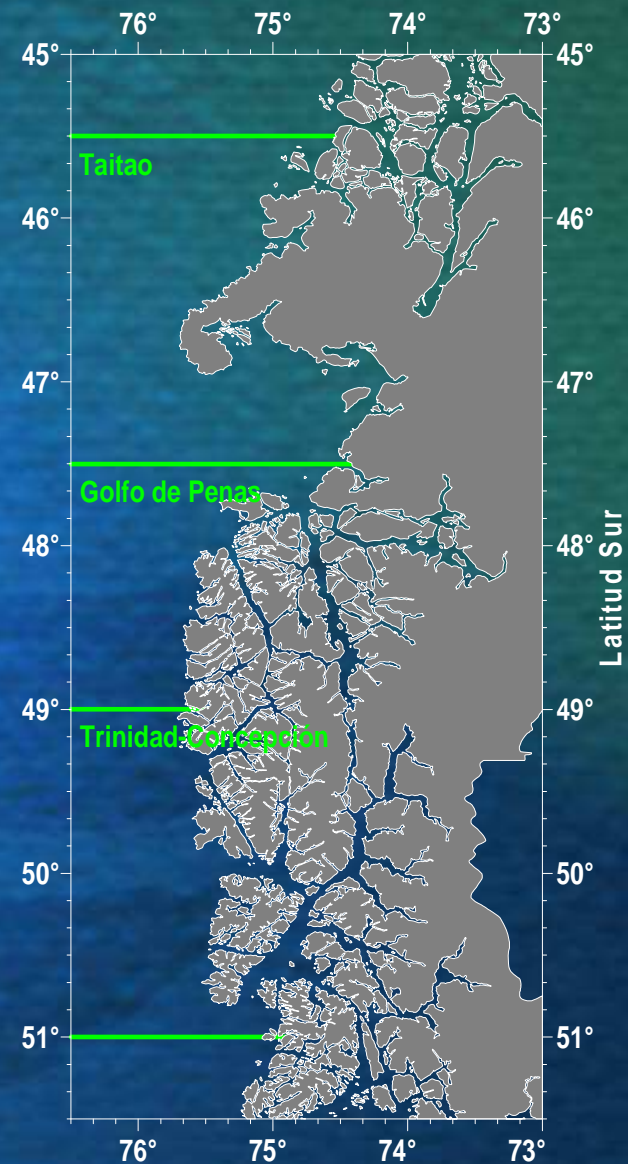 76° 75° 74° 73°
45° 45°
Taitao
46° 46°
47° 47°
Golfo de Penas
48° 48°
Latitud Sur
49° 49°
Trinidad-Concepción
50° 50°
51° 51°
76° 75° 74° 73°